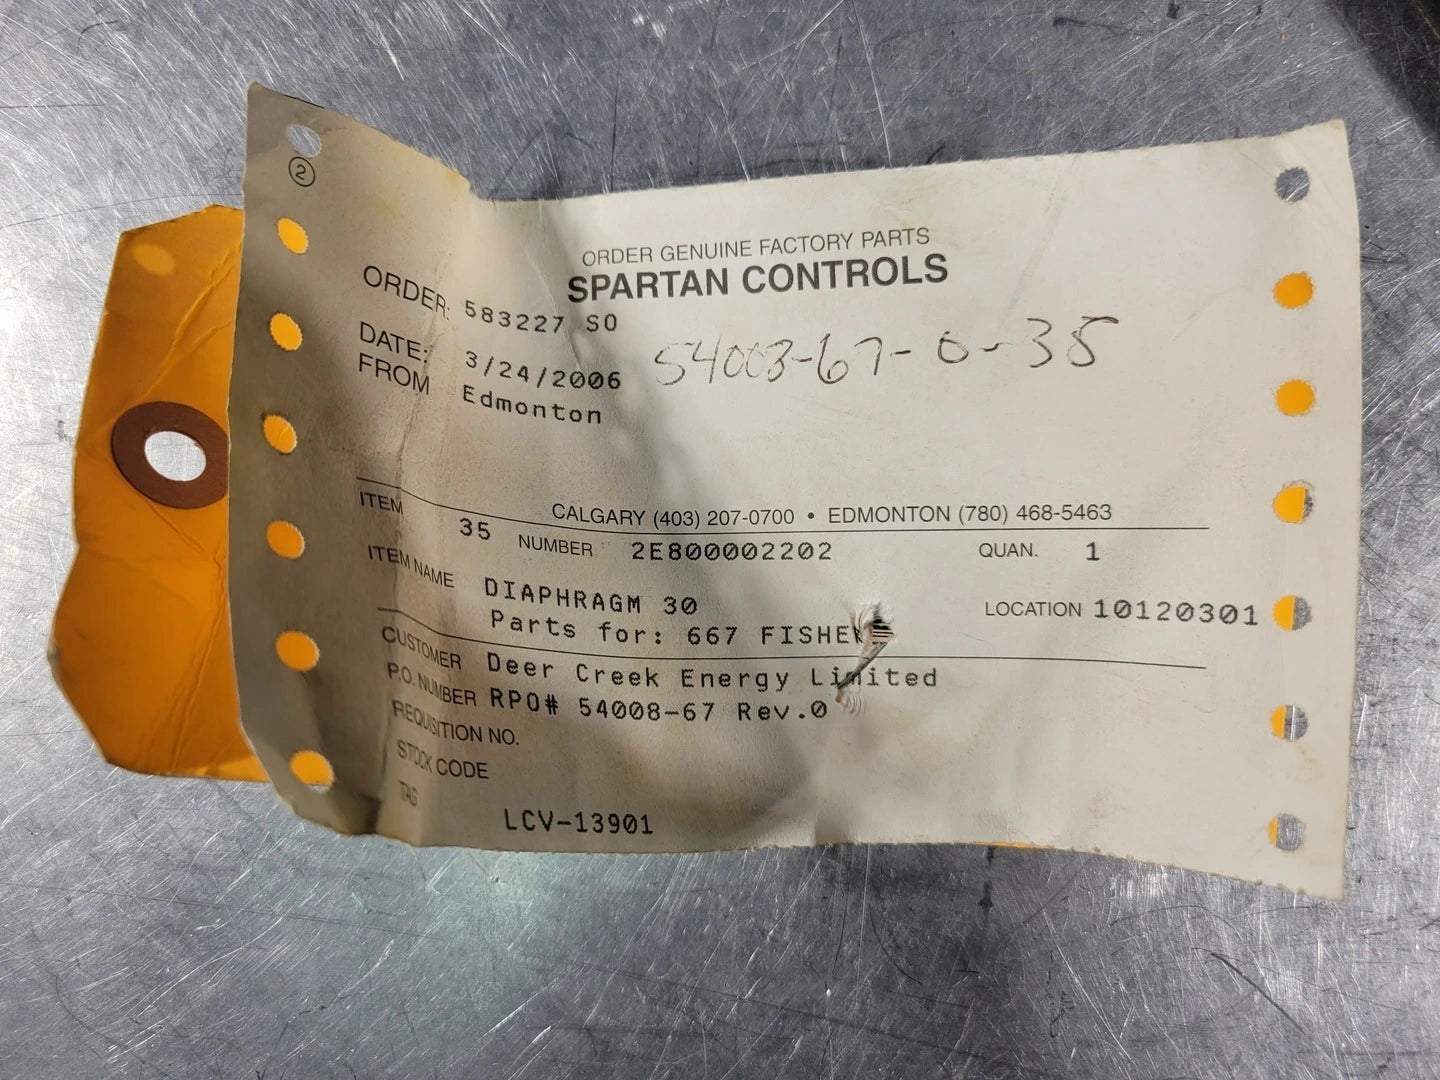 ②
ORDER GENUINE FACTORY PARTS
SPARTAN CONTROLS
ORDER: 583227 SO
54008-67-0-35
DATE: 3/24/2006
FROM Edmonton
CALGARY (403) 207-0700 • EDMONTON (780) 468-5463
ITEM 35 NUMBER 2E800002202 QUAN. 1
ITEM NAME DIAPHRAGM 30
LOCATION 10120301
Parts for: 667 FISHE
CUSTOMER Deer Creek Energy Limited
P.O. NUMBER RPO# 54008-67 Rev.0
REQUISITION NO.
STOCK CODE
TAG
LCV-13901